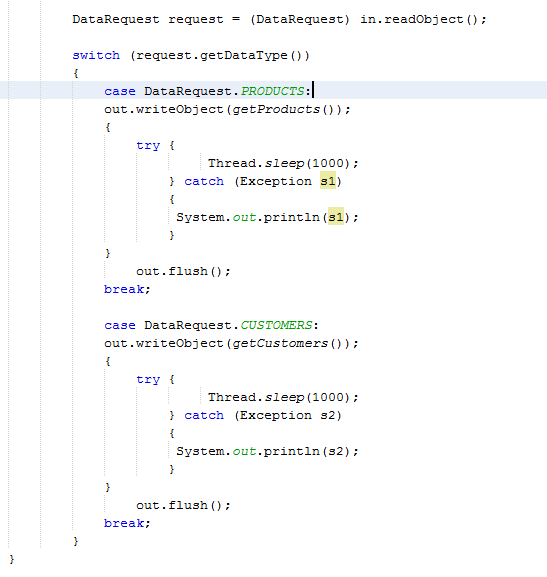 DataRequest request = (DataRequest) in.readObject();
switch (request.getDataType())
{
case DataRequest.PRODUCTS:
out.writeObject(getProducts());
{
try {
Thread.sleep(1000);
} catch (Exception s1)
{
System.out.println(s1);
}
}
out.flush();
break;
case DataRequest.CUSTOMERS:
out.writeObject(getCustomers());
{
try {
Thread.sleep(1000);
} catch (Exception s2)
{
System.out.println(s2);
}
}
out.flush();
break;
}
}